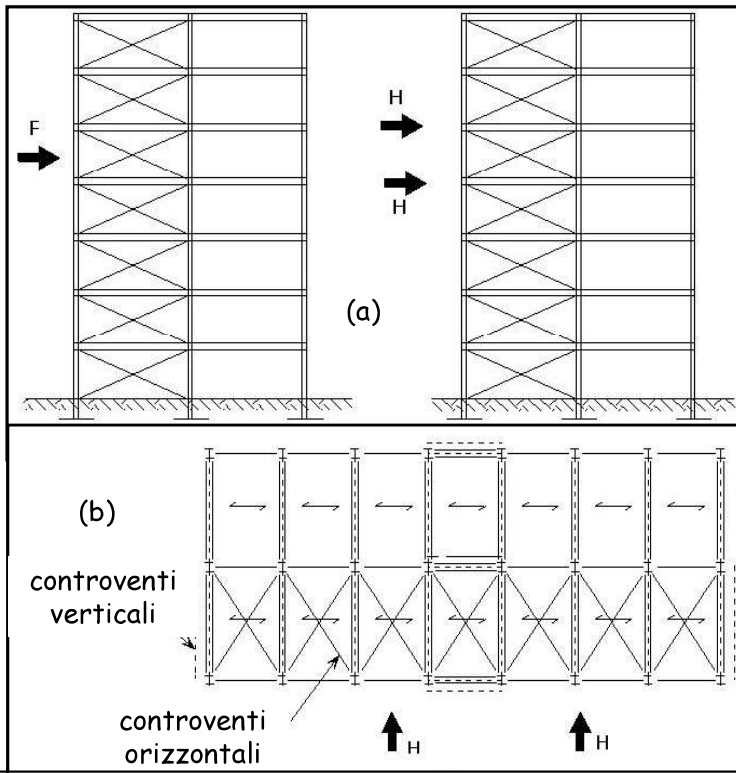 F
H
H
(a)
(b)
controventi
verticali
controventi
orizzontali
H
H